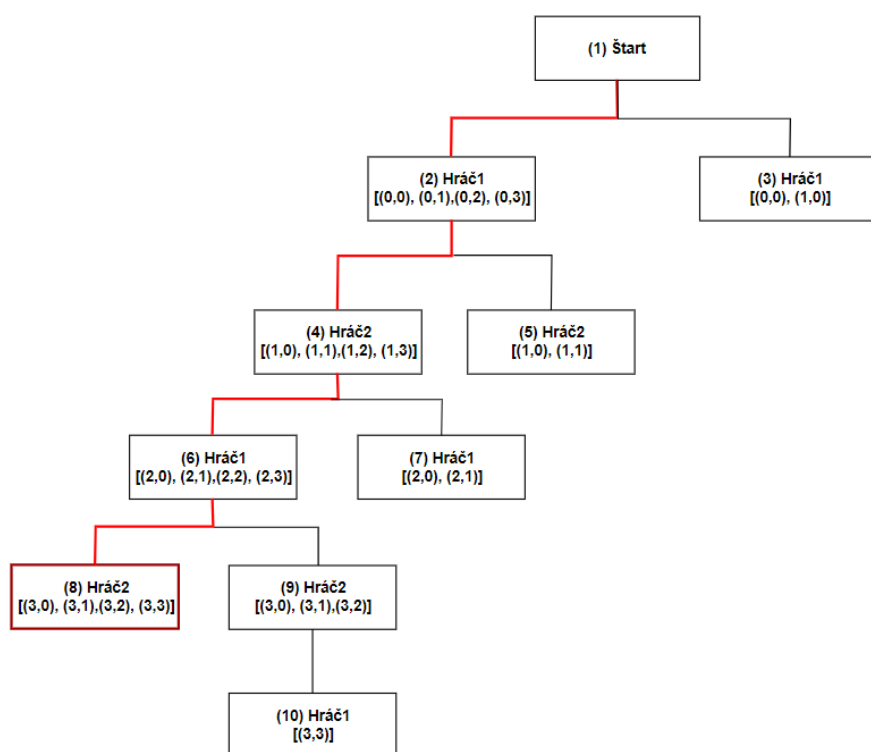 (1) Štart
(2) Hráč1
[(0,0), (0,1),(0,2), (0,3)]
(3) Hráč1
[(0,0), (1,0)]
(4) Hráč2
[(1,0), (1,1),(1,2), (1,3)]
(5) Hráč2
[(1,0), (1,1)]
(6) Hráč1
[(2,0), (2,1),(2,2), (2,3)]
(7) Hráč1
[(2,0), (2,1)]
(8) Hráč2
[(3,0), (3,1),(3,2), (3,3)]
(9) Hráč2
[(3,0), (3,1),(3,2)]
(10) Hráč1
[(3,3)]